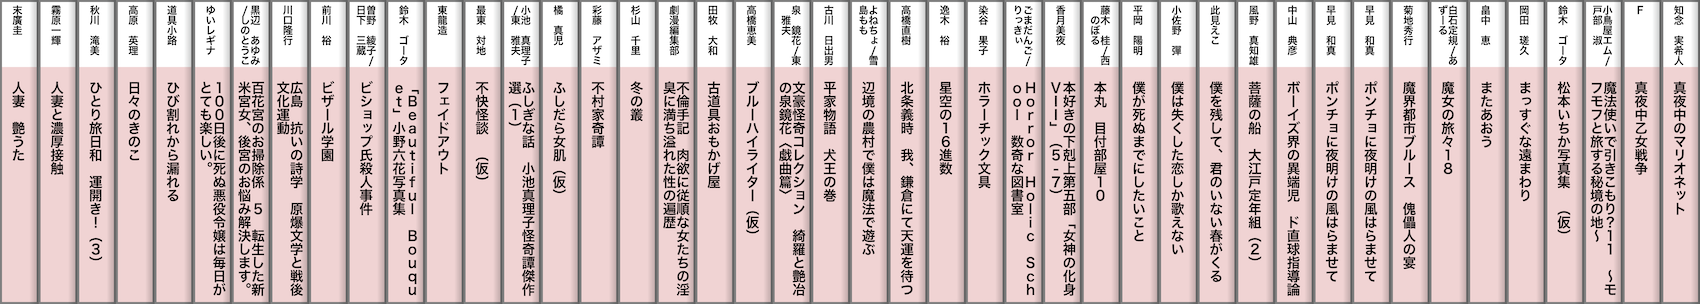 知念　実希人
真夜中のマリオネット
Ｆ
真夜中乙女戦争
小鳥屋エム／
戸部　淑
魔法使いで引きこもり？１１　～モ
フモフと旅する秘境の地～
鈴木　ゴータ
松本いちか写真集　（仮）
岡田　瑳久
まっすぐな遠まわり
畠中　恵
またあおう
白石定規／あ
ずーる
魔女の旅々１８
菊地秀行
魔界都市ブルース　傀儡人の宴
早見　和真
ポンチョに夜明けの風はらませて
早見　和真
ポンチョに夜明けの風はらませて
中山　典彦
ボーイズ界の異端児　ド直球指導論
風野　真知雄
菩薩の船　大江戸定年組（２）
此見えこ
僕を残して、君のいない春がくる
小佐野　彈
僕は失くした恋しか歌えない
平岡　陽明
僕が死ぬまでにしたいこと
藤木　桂／西
のぼる
本丸　目付部屋１０
香月美夜
本好きの下剋上第五部「女神の化身
ＶＩＩ」（５-７）
ごまだんご／
りっきぃ
Ｈｏｒｒｏｒ　Ｈｏｌｉｃ　Ｓｃｈ
ｏｏｌ　数奇な図書室
染谷　果子
ホラーチック文具
逸木　裕
星空の１６進数
高橋直樹
北条義時　我、鎌倉にて天運を待つ
よねちょ／雪
島もも
辺境の農村で僕は魔法で遊ぶ
古川　日出男
平家物語　犬王の巻
泉　鏡花／東
雅夫
文豪怪奇コレクション　綺羅と艶冶
の泉鏡花〈戯曲篇〉
高橋恵美
ブルーハイライター（仮）
田牧　大和
古道具おもかげ屋
劇漫編集部
不倫手記　肉欲に従順な女たちの淫
臭に満ち溢れた性の遍歴
杉山　千里
冬の叢
彩藤　アザミ
不村家奇譚
橘　真児
ふしだら女肌（仮）
小池　真理子
／東　雅夫
ふしぎな話　小池真理子怪奇譚傑作
選（１）
最東　対地
不快怪談　（仮）
東龍造
フェイドアウト
鈴木　ゴータ
「Ｂｅａｕｔｉｆｕｌ　Ｂｏｕｑｕ
ｅｔ」小野六花写真集
曽野　綾子／
日下　三蔵
ビショップ氏殺人事件
前川　裕
ビザール学園
川口隆行
広島　抗いの詩学　原爆文学と戦後
文化運動
黒辺　あゆみ
／しのとうこ
百花宮のお掃除係　５　転生した新
米宮女、後宮のお悩み解決します。
ゆいレギナ
１００日後に死ぬ悪役令嬢は毎日が
とても楽しい。
道具小路
ひび割れから漏れる
高原　英理
日々のきのこ
秋川　滝美
ひとり旅日和　運開き！（３）
霧原一輝
人妻と濃厚接触
末廣圭
人妻　艶うた